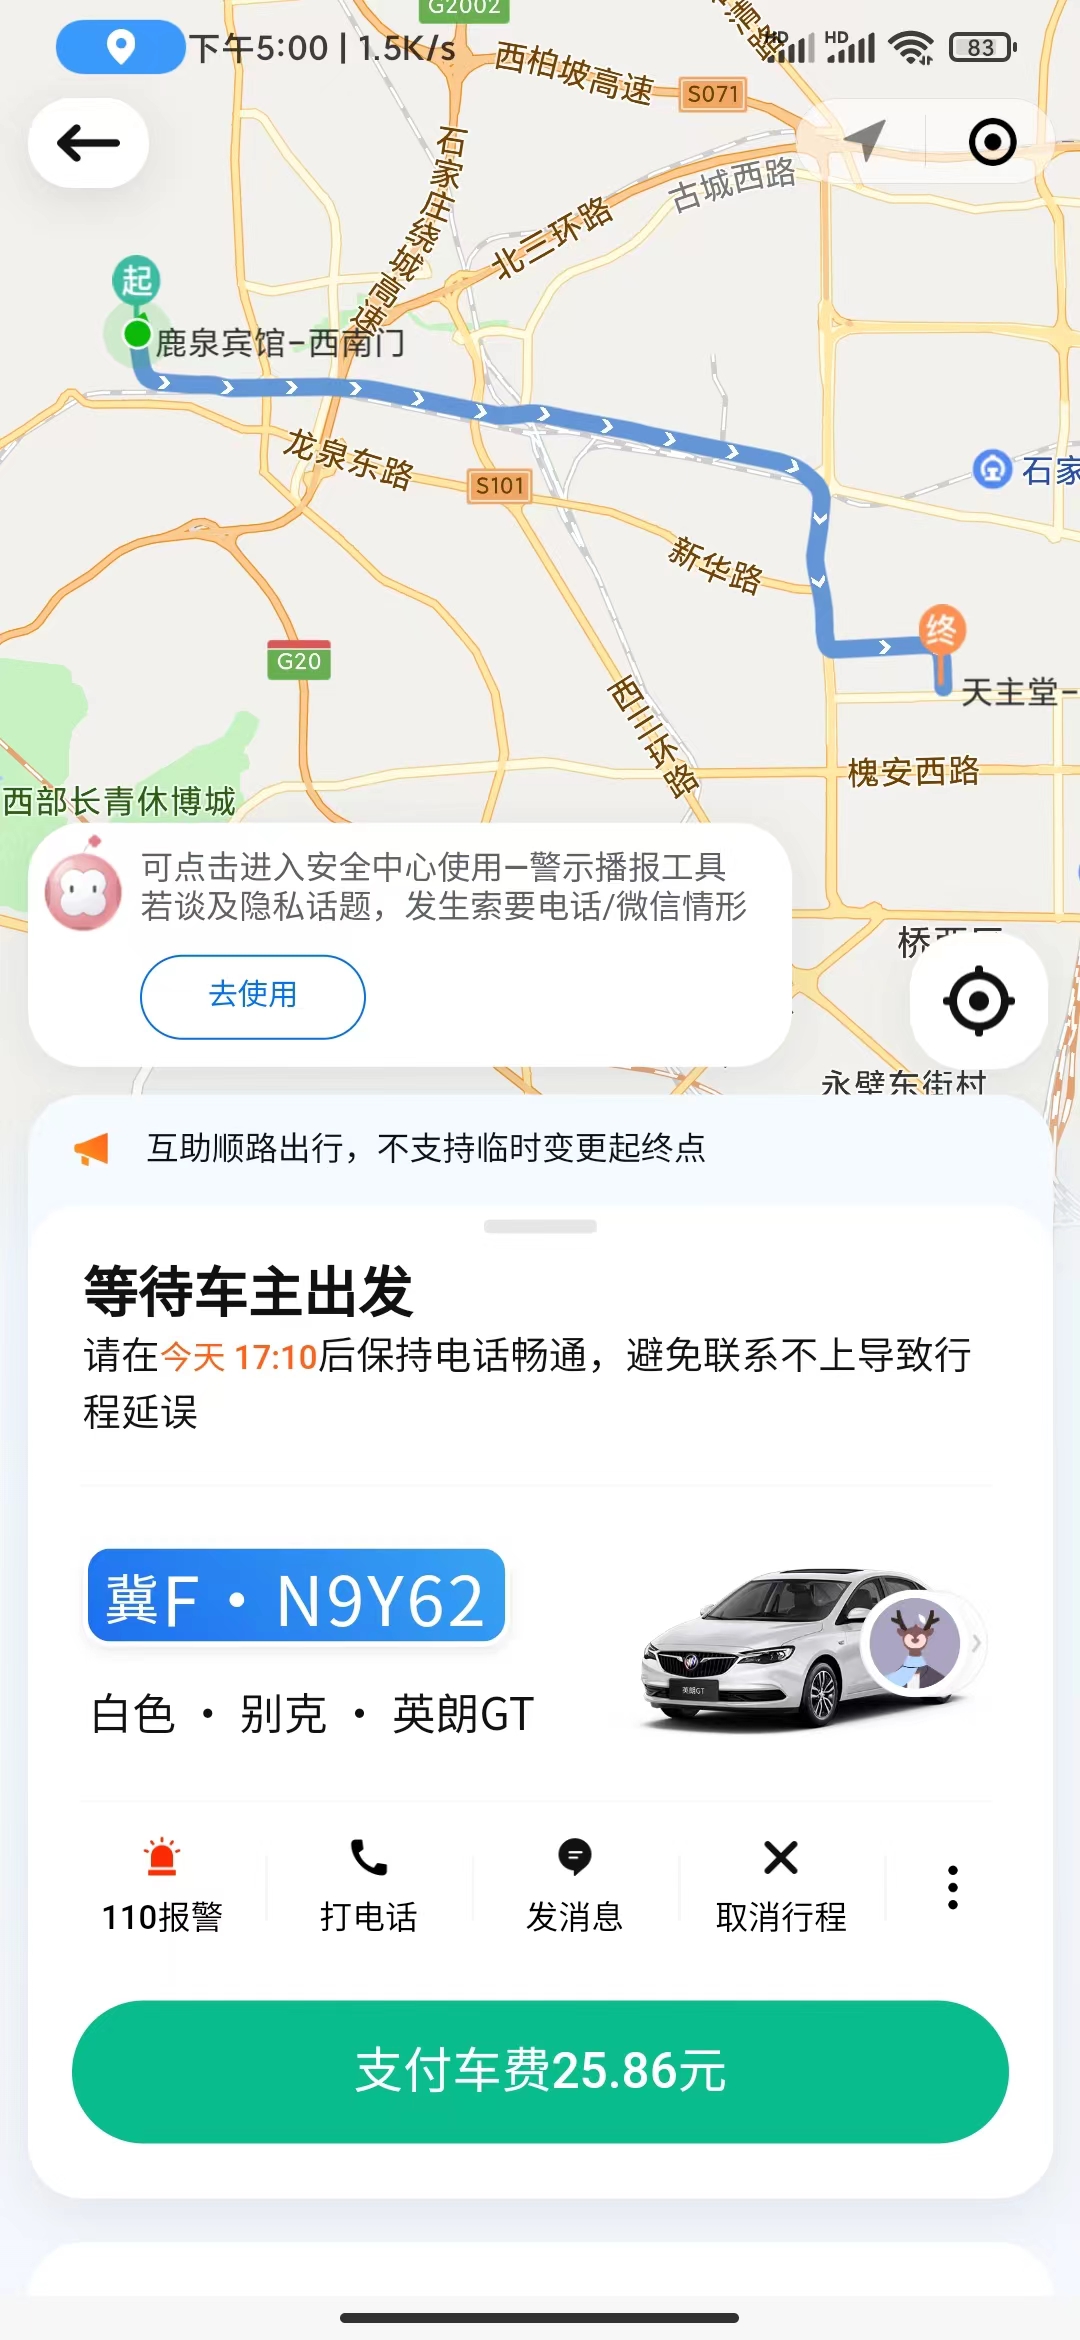 G2002
下午5:00 | 1.5K/s
HD
HD
83
西柏坡高速
S071
石家庄绕城高速
古城西路
北三环路
起
鹿泉宾馆-西南门
龙泉东路
S101
石家
新华路
终
G20
天主堂-
西三环路
槐安西路
西部长青休博城
可点击进入安全中心使用—警示播报工具
若谈及隐私话题，发生索要电话/微信情形
去使用
永壁东街村
互助顺路出行，不支持临时变更起终点
等待车主出发
请在今天 17:10后保持电话畅通，避免联系不上导致行
程延误
冀F·N9Y62
英朗GT
白色 · 别克 · 英朗GT
110报警
打电话
发消息
取消行程
支付车费25.86元